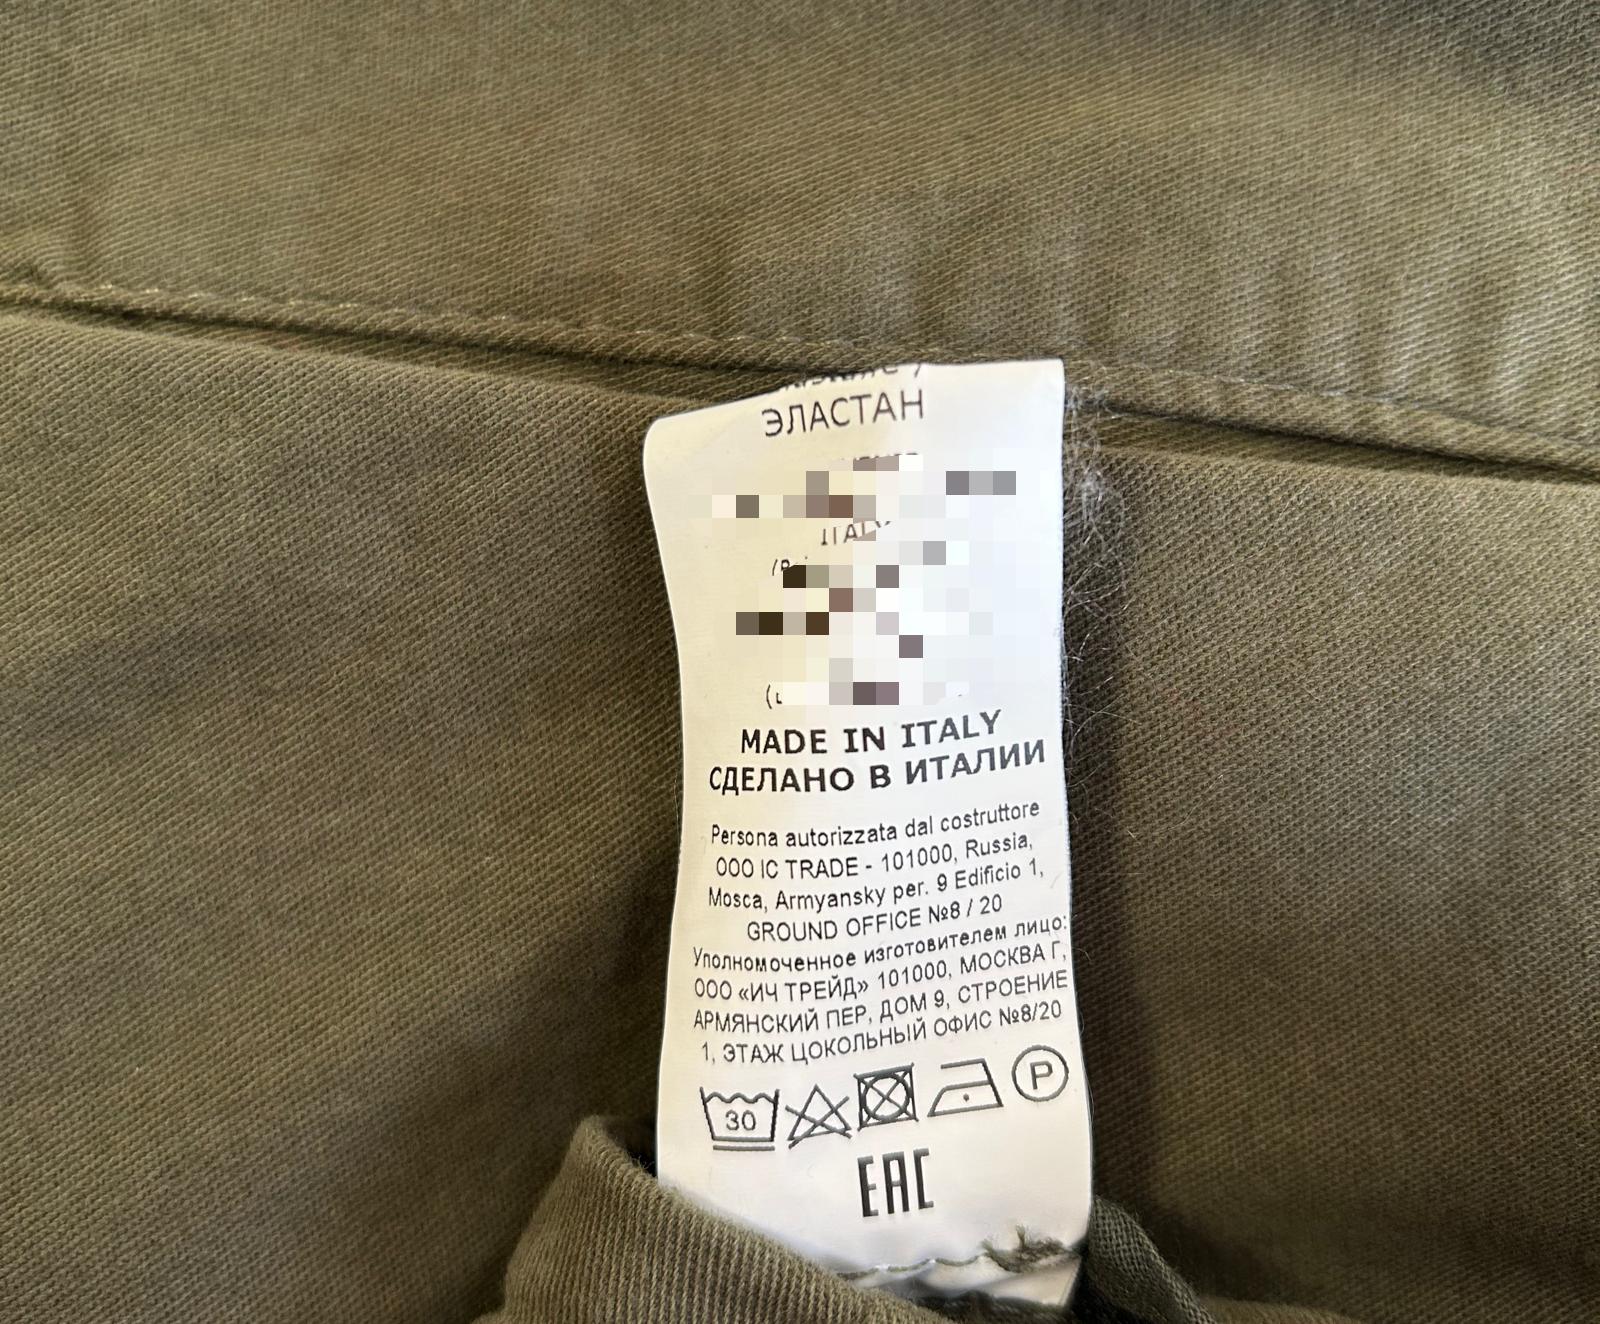 ЭЛАСТАН
ITALY
MADE IN ITALY
СДЕЛАНО В ИТАЛИИ
Persona autorizzata dal costruttore
OOO IC TRADE - 101000, Russia,
Mosca, Armyansky per. 9 Edificio 1,
GROUND OFFICE №8 / 20
Уполномоченное изготовителем лицо:
ООО «ИЧ ТРЕЙД» 101000, МОСКВА Г,
АРМЯНСКИЙ ПЕР, ДОМ 9, СТРОЕНИЕ
1, ЭТАЖ ЦОКОЛЬНЫЙ ОФИС №8/20
30
P
EAC